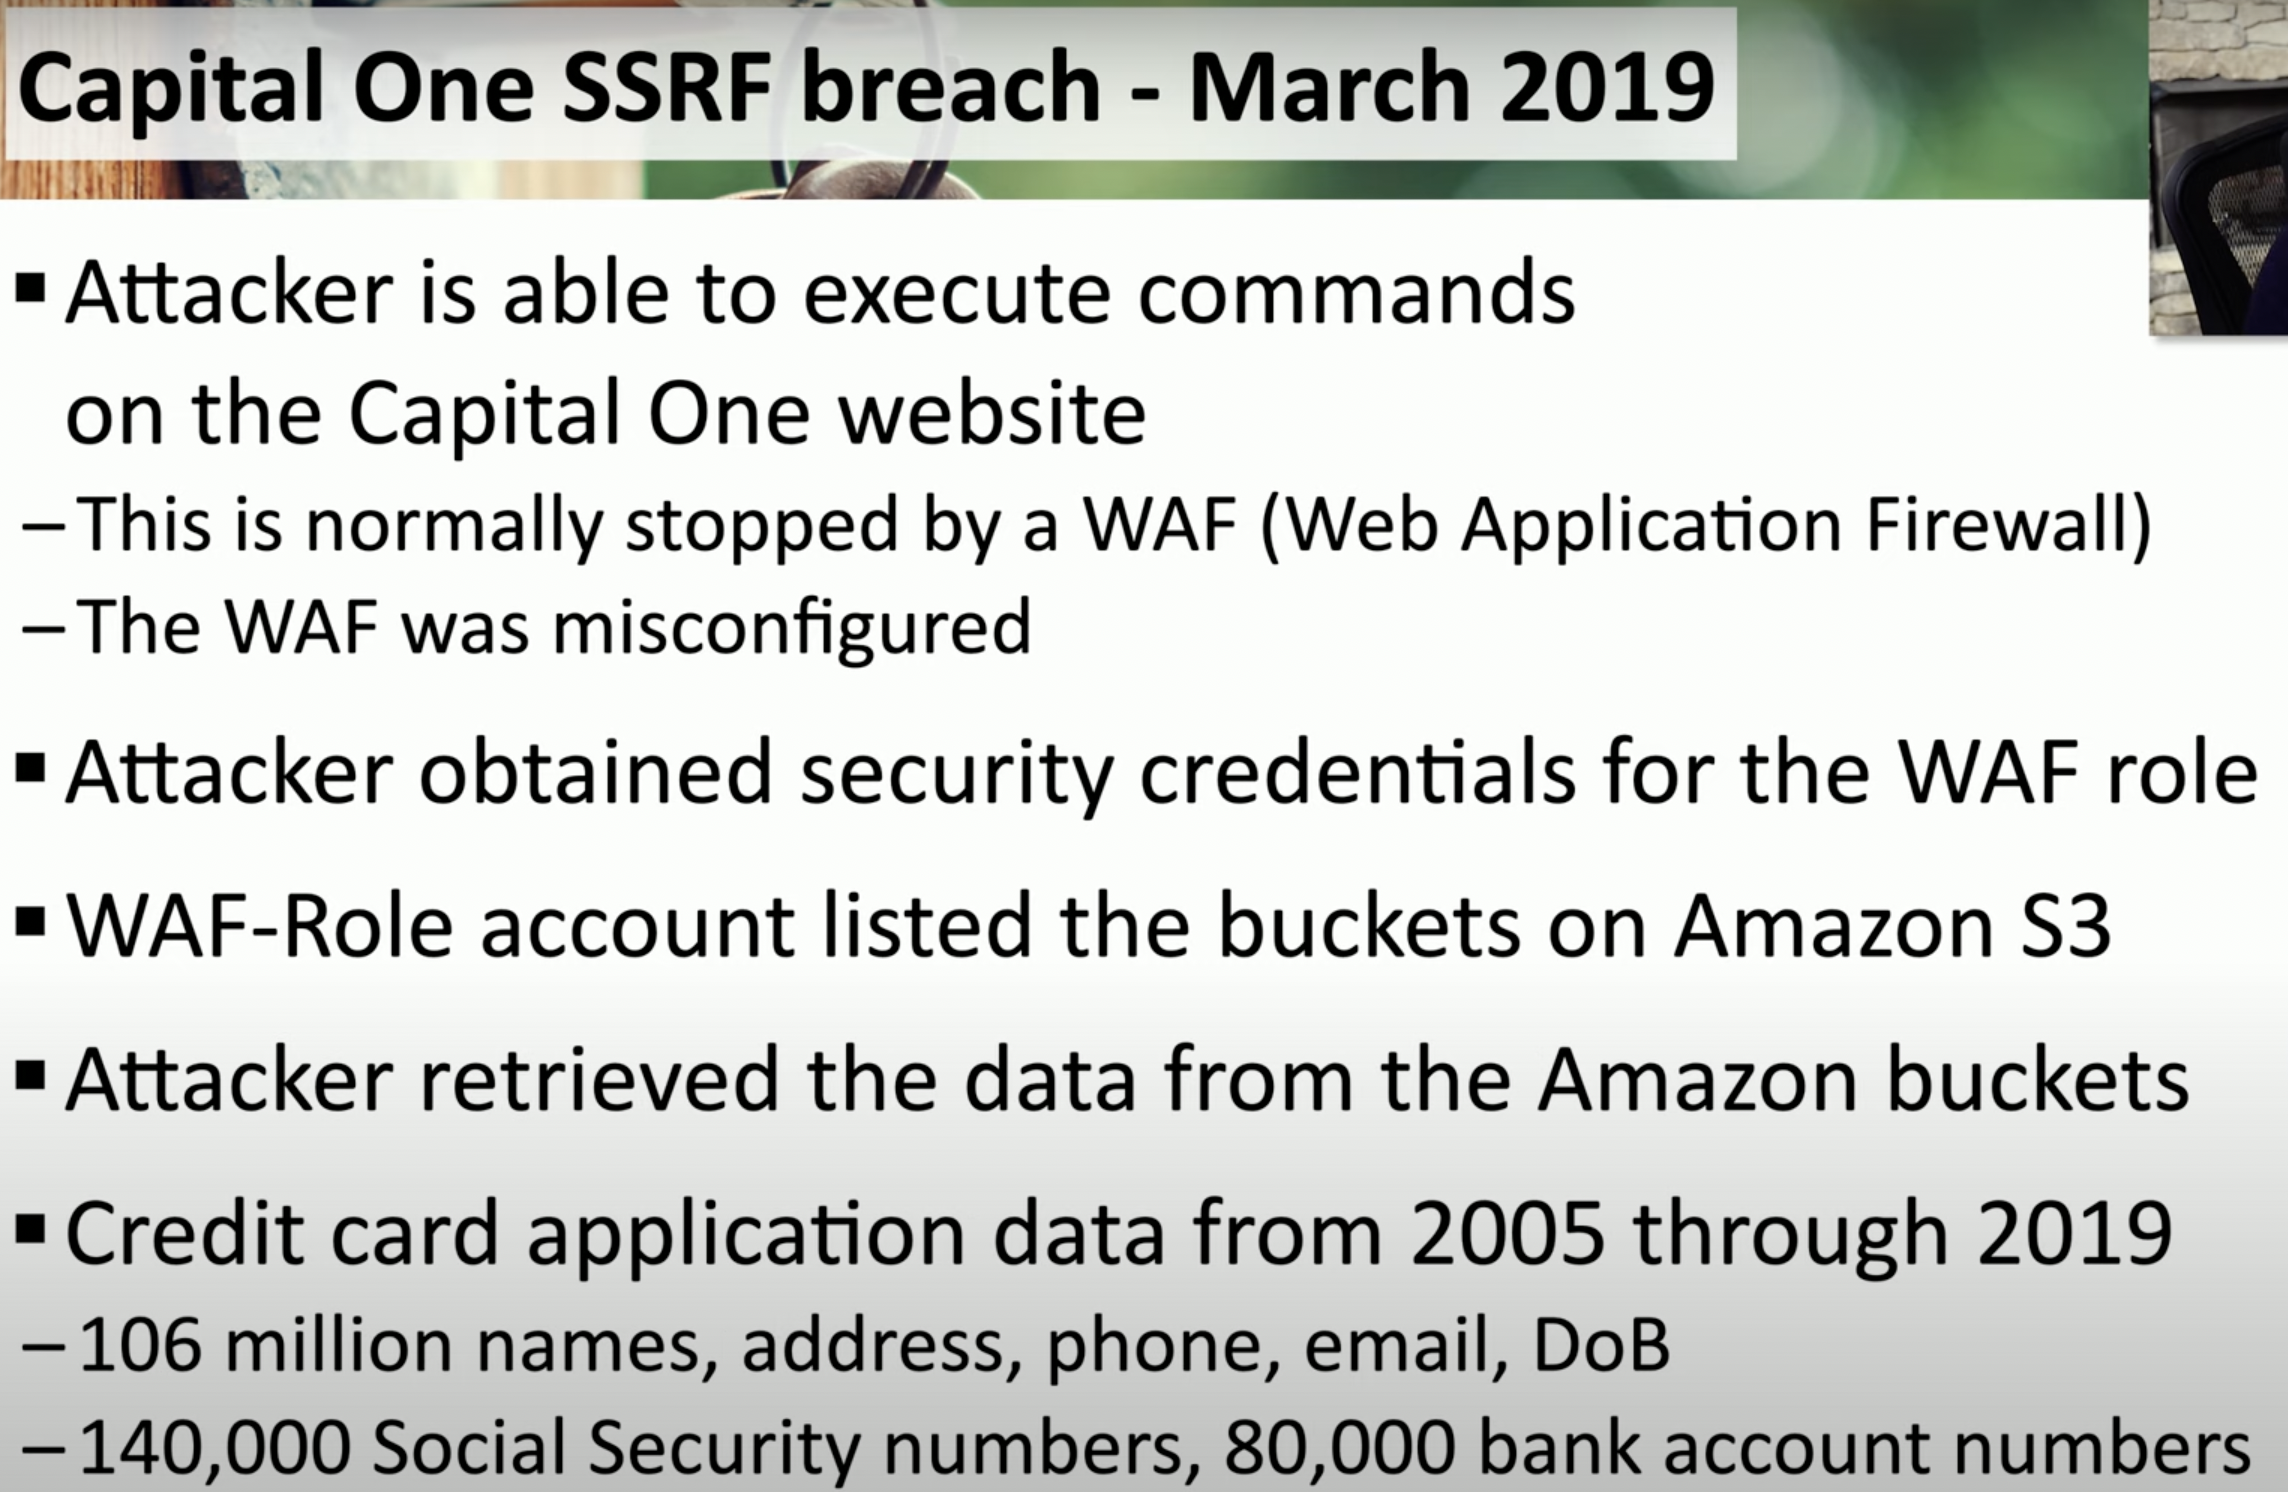 Capital One SSRF breach - March 2019
▪ Attacker is able to execute commands
on the Capital One website
– This is normally stopped by a WAF (Web Application Firewall)
– The WAF was misconfigured
▪ Attacker obtained security credentials for the WAF role
▪ WAF-Role account listed the buckets on Amazon S3
▪ Attacker retrieved the data from the Amazon buckets
▪ Credit card application data from 2005 through 2019
– 106 million names, address, phone, email, DoB
– 140,000 Social Security numbers, 80,000 bank account numbers